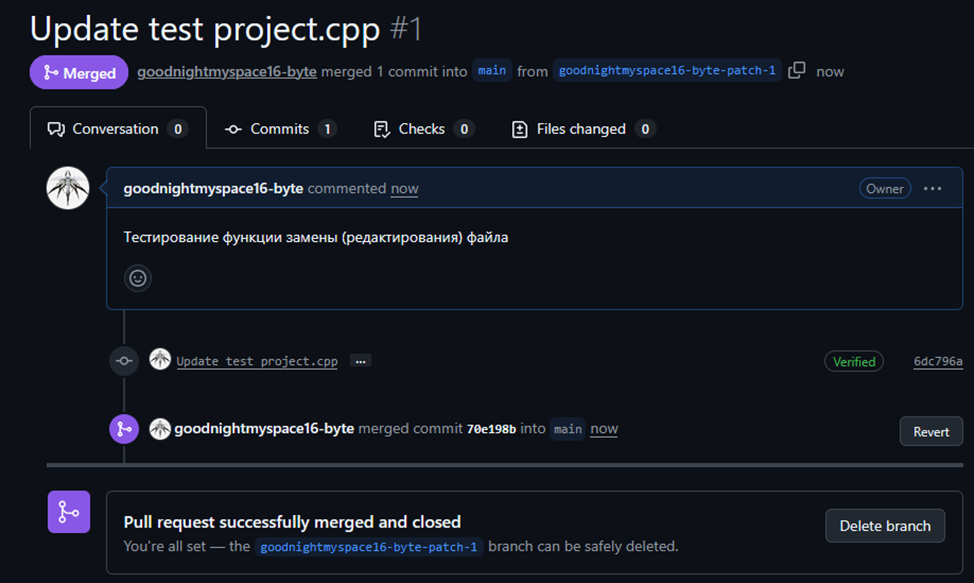 Update test project.cpp #1
Merged goodnightmyspace16-byte merged 1 commit into main from goodnightmyspace16-byte-patch-1 now
Conversation 0 Commits 1 Checks 0 Files changed 0
goodnightmyspace16-byte commented now Owner ...
Тестирование функции замены (редактирования) файла
Update test project.cpp ... Verified 6dc796a
goodnightmyspace16-byte merged commit 70e198b into main now Revert
Pull request successfully merged and closed
You're all set — the goodnightmyspace16-byte-patch-1 branch can be safely deleted. Delete branch